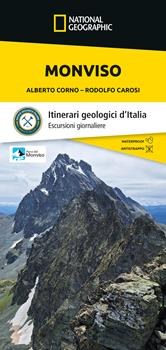 NATIONAL
GEOGRAPHIC
MONVISO
ALBERTO CORNO – RODOLFO CAROSI
Itinerari geologici d'Italia
Escursioni giornaliere
Parco del
Monviso
WATERPROOF
ANTISTRAPPO